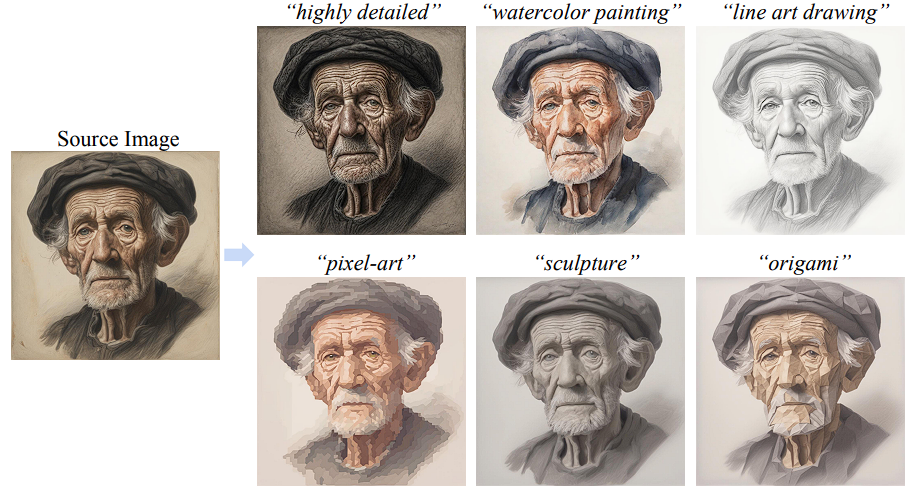 “highly detailed” “watercolor painting” “line art drawing”
Source Image
“pixel-art” “sculpture” “origami”